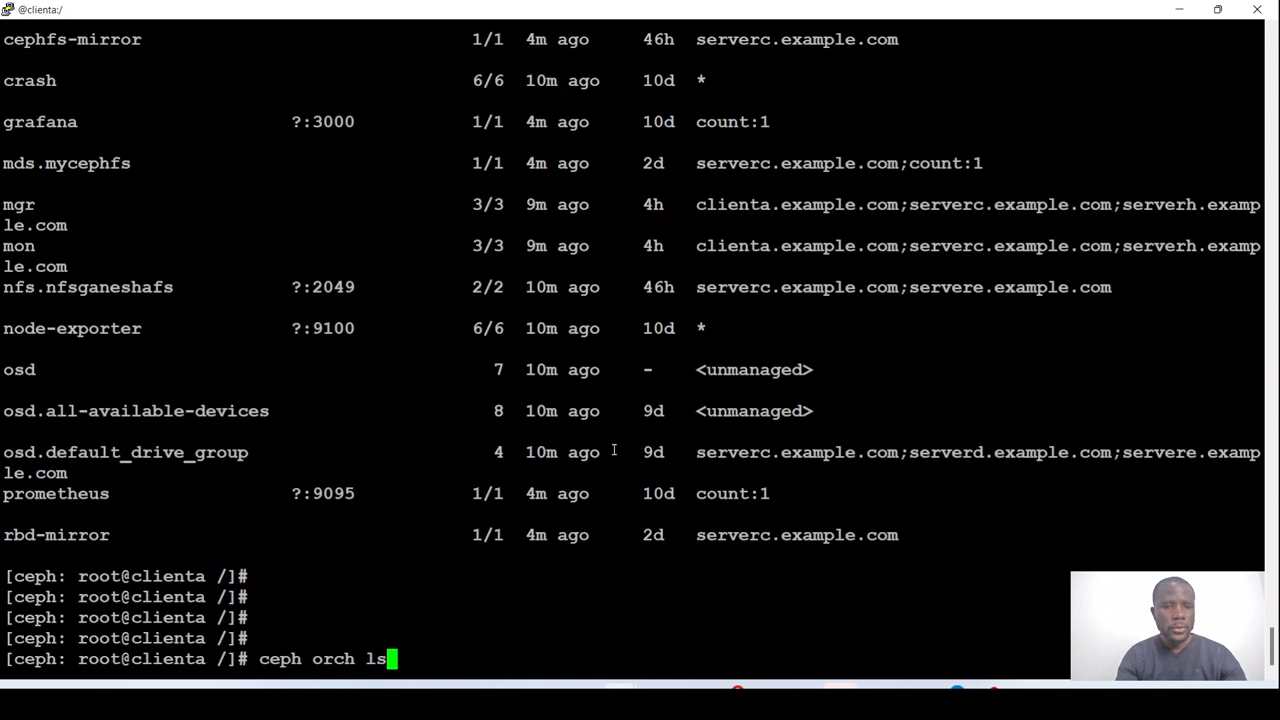 @clienta:/
cephfs-mirror 1/1 4m ago 46h serverc.example.com
crash 6/6 10m ago 10d *
grafana ?:3000 1/1 4m ago 10d count:1
mds.mycephfs 1/1 4m ago 2d serverc.example.com;count:1
mgr 3/3 9m ago 4h clienta.example.com;serverc.example.com;serverh.examp
le.com
mon 3/3 9m ago 4h clienta.example.com;serverc.example.com;serverh.examp
le.com
nfs.nfsganeshafs ?:2049 2/2 10m ago 46h serverc.example.com;servere.example.com
node-exporter ?:9100 6/6 10m ago 10d *
osd 7 10m ago - <unmanaged>
osd.all-available-devices 8 10m ago 9d <unmanaged>
osd.default_drive_group 4 10m ago 9d serverc.example.com;serverd.example.com;servere.examp
le.com
prometheus ?:9095 1/1 4m ago 10d count:1
rbd-mirror 1/1 4m ago 2d serverc.example.com
[ceph: root@clienta /]#
[ceph: root@clienta /]#
[ceph: root@clienta /]#
[ceph: root@clienta /]#
[ceph: root@clienta /]# ceph orch ls